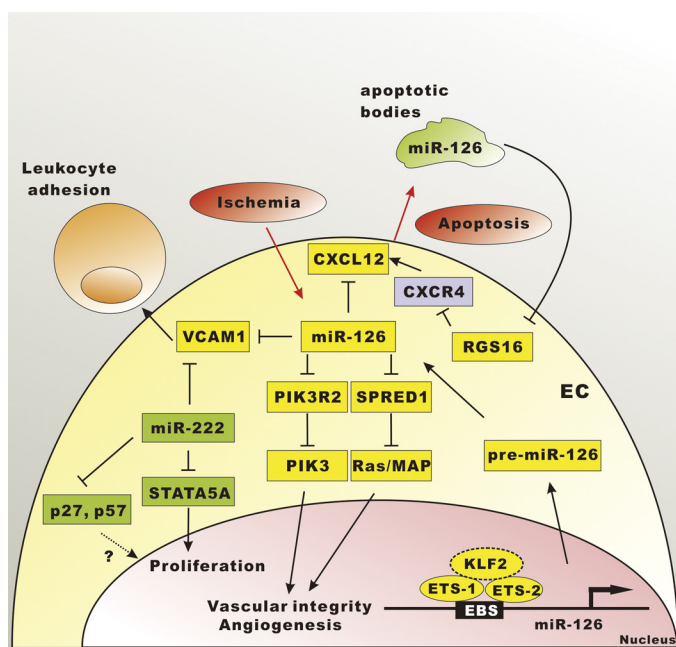 apoptotic
bodies
miR-126
Leukocyte
adhesion
Ischemia
Apoptosis
CXCL12
CXCR4
VCAM1
miR-126
RGS16
EC
PIK3R2
SPRED1
miR-222
pre-miR-126
PIK3
Ras/MAP
STATA5A
p27, p57
?
Proliferation
KLF2
ETS-1
ETS-2
EBS
Vascular integrity
Angiogenesis
miR-126
Nucleus